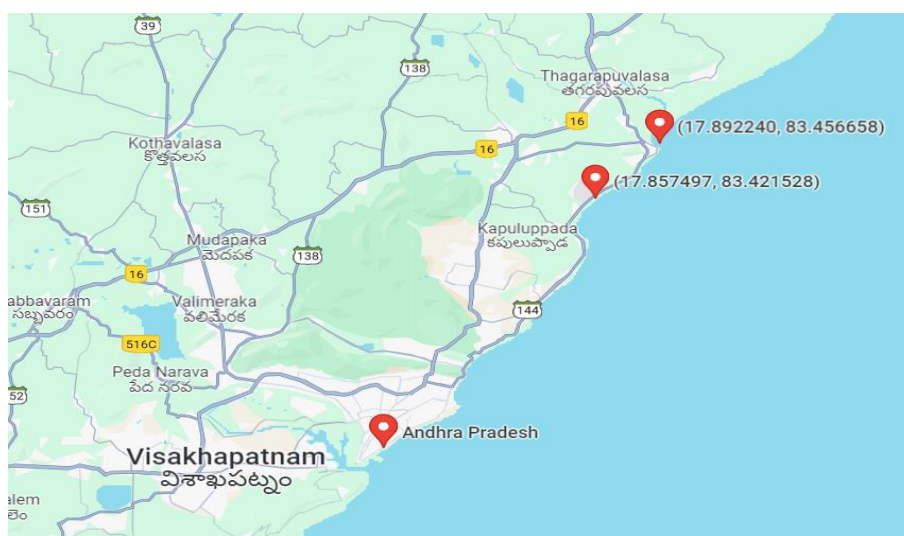 39
138
Thagarapuvalasa
తగరపువలస
16
(17.892240, 83.456658)
Kothavalasa
కొత్తవలస
16
(17.857497, 83.421528)
151
Kapuluppada
కపులుప్పాడ
Mudapaka
మెదపక
138
16
abbavaram
సబ్బవరం
Valimeraka
వలిమేరక
144
516C
Peda Narava
పేద నరవ
52
Andhra Pradesh
Visakhapatnam
విశాఖపట్నం
alem
లెం